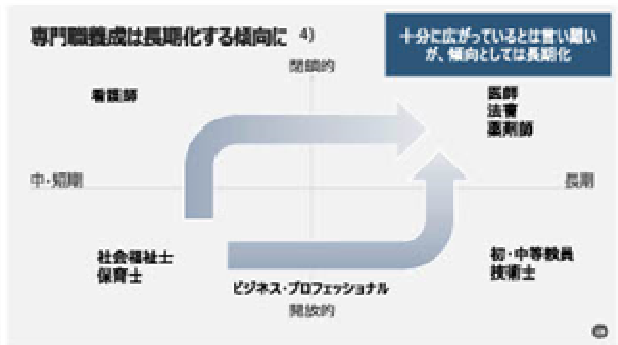 専門職養成は長期化する傾向に 4)
十分に広がっているとは言い難い
が、傾向としては長期化
閉鎖的
看護師
医師
法曹
薬剤師
中・短期
長期
社会福祉士
保育士
初・中等教員
技術士
ビジネス・プロフェッショナル
開放的